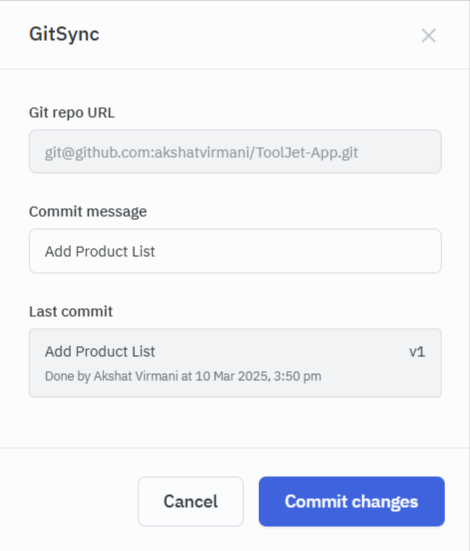 GitSync
Git repo URL
git@github.com:akshatvirmani/ToolJet-App.git
Commit message
Add Product List
Last commit
Add Product List v1
Done by Akshat Virmani at 10 Mar 2025, 3:50 pm
Cancel Commit changes